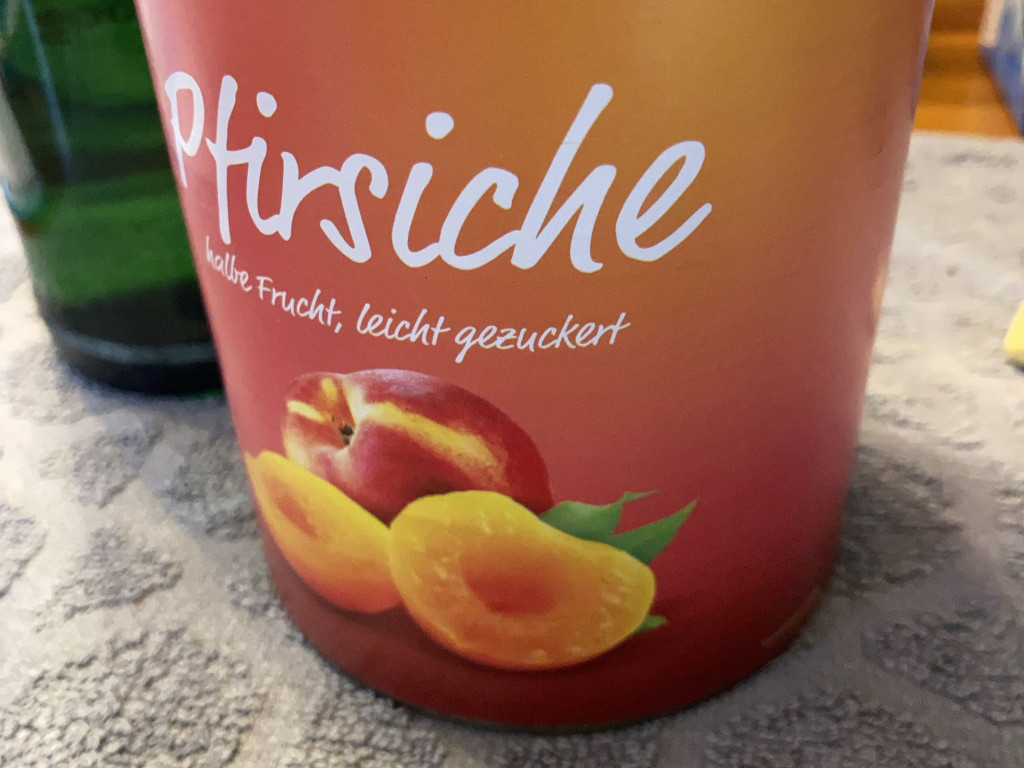 Pfirsiche
halbe Frucht, leicht gezuckert